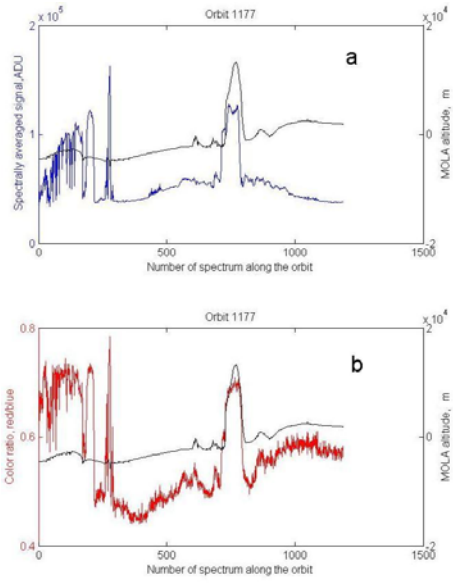 Orbit 1177
x 10^5
x 10^4
2
2
a
Spectrally averaged signal,ADU
1
0
MOLA altitude, m
0
-2
0
500
1000
1500
Number of spectrum along the orbit
Orbit 1177
x 10^4
0.8
2
b
Color ratio, red/blue
0.6
0
MOLA altitude, m
0.4
-2
0
500
1000
1500
Number of spectrum along the orbit